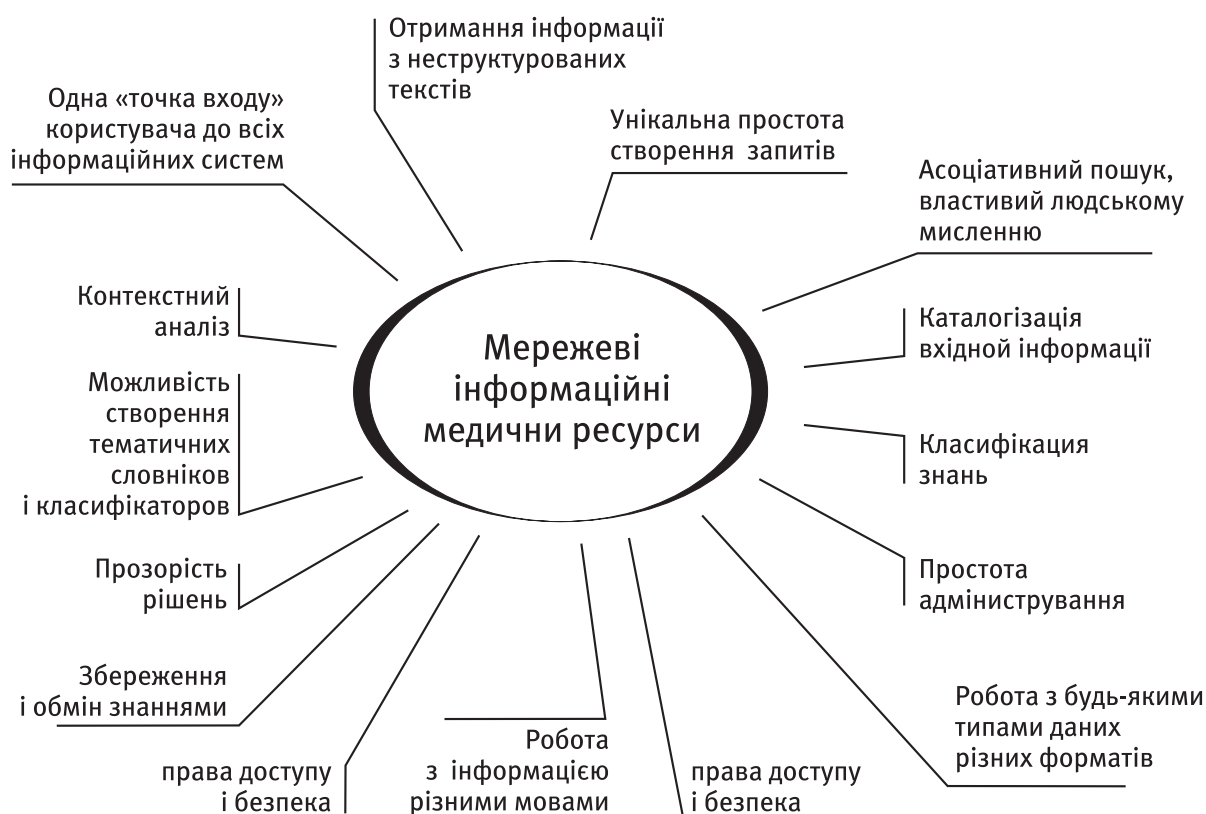 Отримання інформації
з неструктурованих
текстів
Одна «точка входу»
користувача до всіх
інформаційних систем
Унікальна простота
створення запитів
Асоціативний пошук,
властивий людському
мисленню
Контекстний
аналіз
Каталогізація
вхідной інформації
Мережеві
інформаційні
медични ресурси
Можливість
створення
тематичних
словників
і класифікаторов
Класифікация
знань
Прозорість
рішень
Простота
адміністрування
Збереження
і обмін знаннями
Робота з будь-якими
типами даних
різних форматів
права доступу
і безпека
Робота
з інформацією
різними мовами
права доступу
і безпека